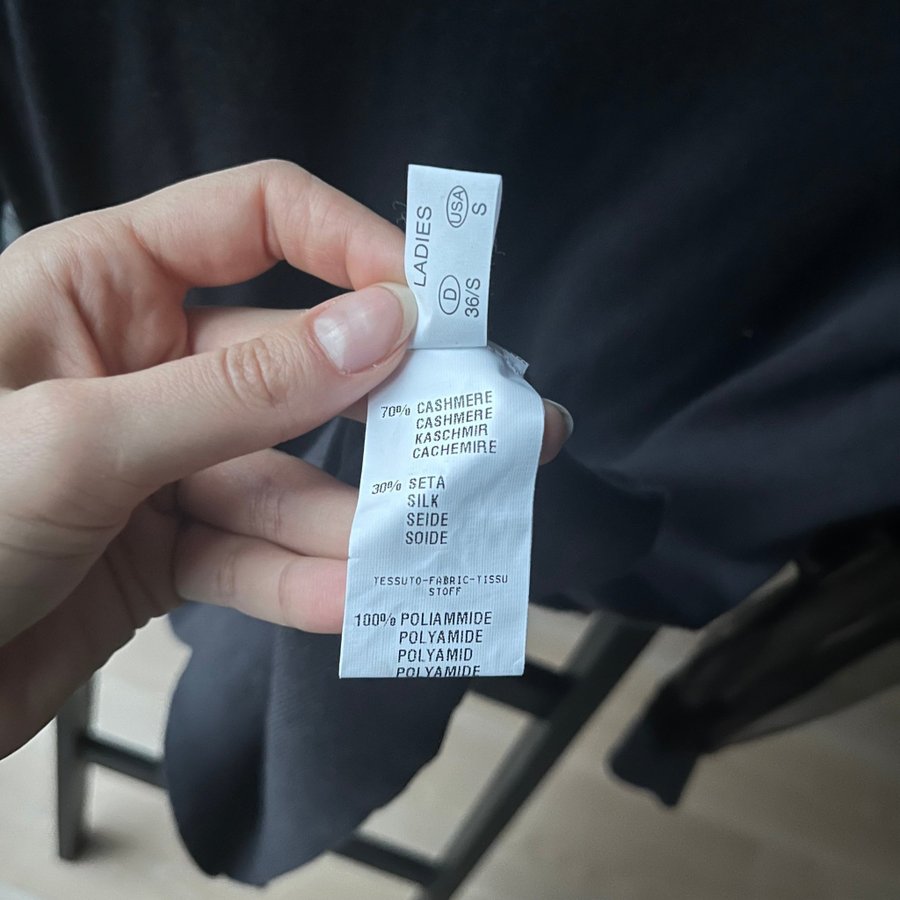 LADIES
D USA
36/S S
70% CASHMERE
CASHMERE
KASCHMIR
CACHEMIRE
30% SETA
SILK
SEIDE
SOIDE
TESSUTO-FABRIC-TISSU
STOFF
100% POLIAMMIDE
POLYAMIDE
POLYAMID
POLYAMIDE